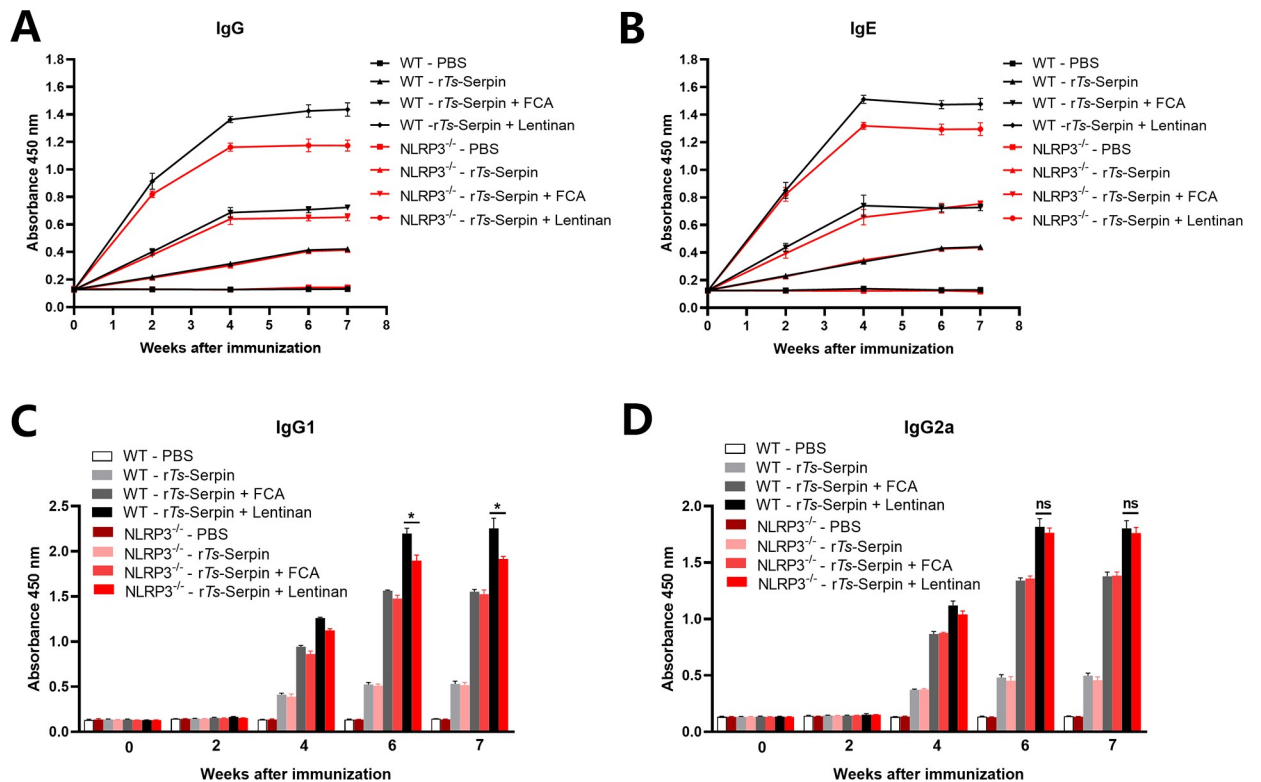 A
IgG
1.8
1.6
1.4
1.2
1.0
0.8
0.6
0.4
0.2
0.0
Absorbance 450 nm
0 1 2 3 4 5 6 7 8
Weeks after immunization
WT - PBS
WT - rTs-Serpin
WT - rTs-Serpin + FCA
WT -rTs-Serpin + Lentinan
NLRP3-/- - PBS
NLRP3-/- - rTs-Serpin
NLRP3-/- - rTs-Serpin + FCA
NLRP3-/- - rTs-Serpin + Lentinan
B
IgE
1.8
1.6
1.4
1.2
1.0
0.8
0.6
0.4
0.2
0.0
Absorbance 450 nm
0 1 2 3 4 5 6 7 8
Weeks after immunization
WT - PBS
WT - rTs-Serpin
WT - rTs-Serpin + FCA
WT -rTs-Serpin + Lentinan
NLRP3-/- - PBS
NLRP3-/- - rTs-Serpin
NLRP3-/- - rTs-Serpin + FCA
NLRP3-/- - rTs-Serpin + Lentinan
C
IgG1
WT - PBS
WT - rTs-Serpin
WT - rTs-Serpin + FCA
WT - rTs-Serpin + Lentinan
NLRP3-/- - PBS
NLRP3-/- - rTs-Serpin
NLRP3-/- - rTs-Serpin + FCA
NLRP3-/- - rTs-Serpin + Lentinan
2.5
2.0
1.5
1.0
0.5
0.0
Absorbance 450 nm
* *
0 2 4 6 7
Weeks after immunization
D
IgG2a
WT - PBS
WT - rTs-Serpin
WT - rTs-Serpin + FCA
WT - rTs-Serpin + Lentinan
NLRP3-/- - PBS
NLRP3-/- - rTs-Serpin
NLRP3-/- - rTs-Serpin + FCA
NLRP3-/- - rTs-Serpin + Lentinan
2.0
1.5
1.0
0.5
0.0
Absorbance 450 nm
ns ns
0 2 4 6 7
Weeks after immunization